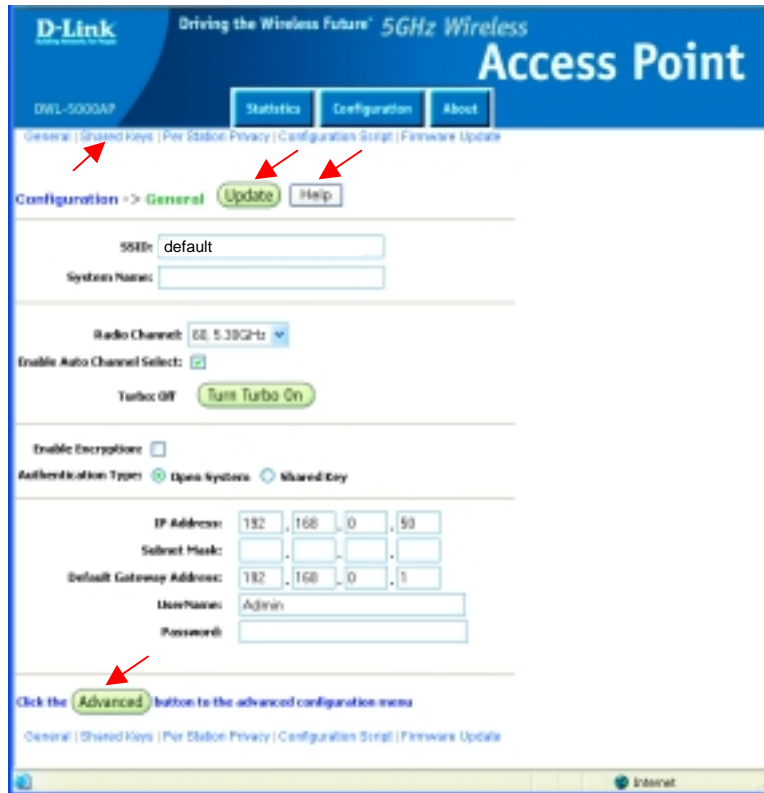 D-Link
Building Networks for People
Driving the Wireless Future® 5GHz Wireless
Access Point
DWL-5000AP
Statistics Configuration About
General | Shared Keys | Per Station Privacy | Configuration Script | Firmware Update
Configuration -> General Update Help
SSID: default
System Name:
Radio Channel: 60, 5.30GHz
Enable Auto Channel Select:
Turbo: Off Turn Turbo On
Enable Encryption:
Authentication Type: Open System Shared Key
IP Address: 192 . 168 . 0 . 50
Subnet Mask: . . .
Default Gateway Address: 192 . 168 . 0 . 1
UserName: Admin
Password:
Click the Advanced button to the advanced configuration menu
General | Shared Keys | Per Station Privacy | Configuration Script | Firmware Update
Internet